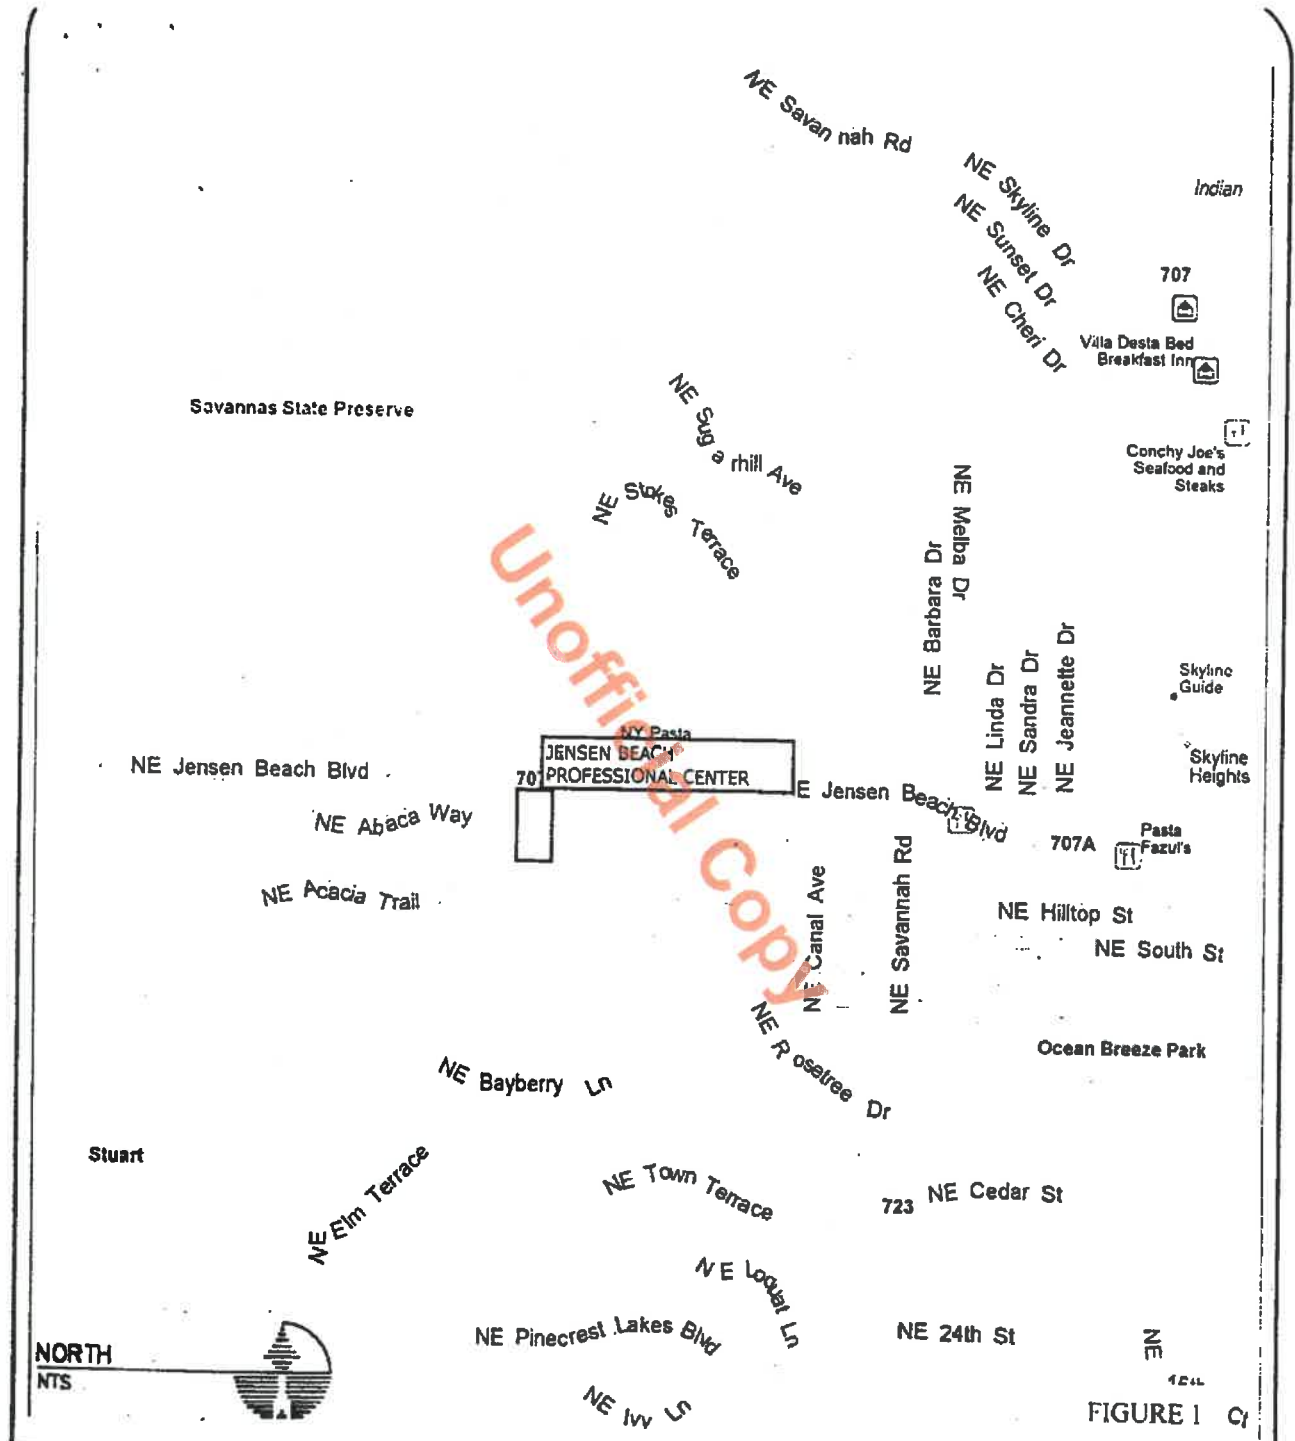 NE Savan nah Rd
NE Skyline Dr
Indian
NE Sunset Dr
NE Cheri Dr
707
Villa Desta Bed
Breakfast Inn
Savannas State Preserve
NE Sug a rhill Ave
Conchy Joe's
Seafood and
Steaks
NE Stokes Terrace
NE Melba Dr
NE Barbara Dr
Unofficial Copy
NE Linda Dr
NE Sandra Dr
NE Jeannette Dr
Skyline
Guide
NY Pasta
JENSEN BEACH
PROFESSIONAL CENTER
NE Jensen Beach Blvd
707
E Jensen Beach Blvd
Skyline
Heights
NE Abaca Way
707A
Pasta
Fazul's
NE Acacia Trail
NE Canal Ave
NE Savannah Rd
NE Hilltop St
NE South St
NE R osetree Dr
Ocean Breeze Park
NE Bayberry Ln
Stuart
NE Elm Terrace
NE Town Terrace
723
NE Cedar St
NE Loquat Ln
NE Pinecrest Lakes Blvd
NE 24th St
NE
NORTH
NTS
NE Ivy Ln
FIGURE 1